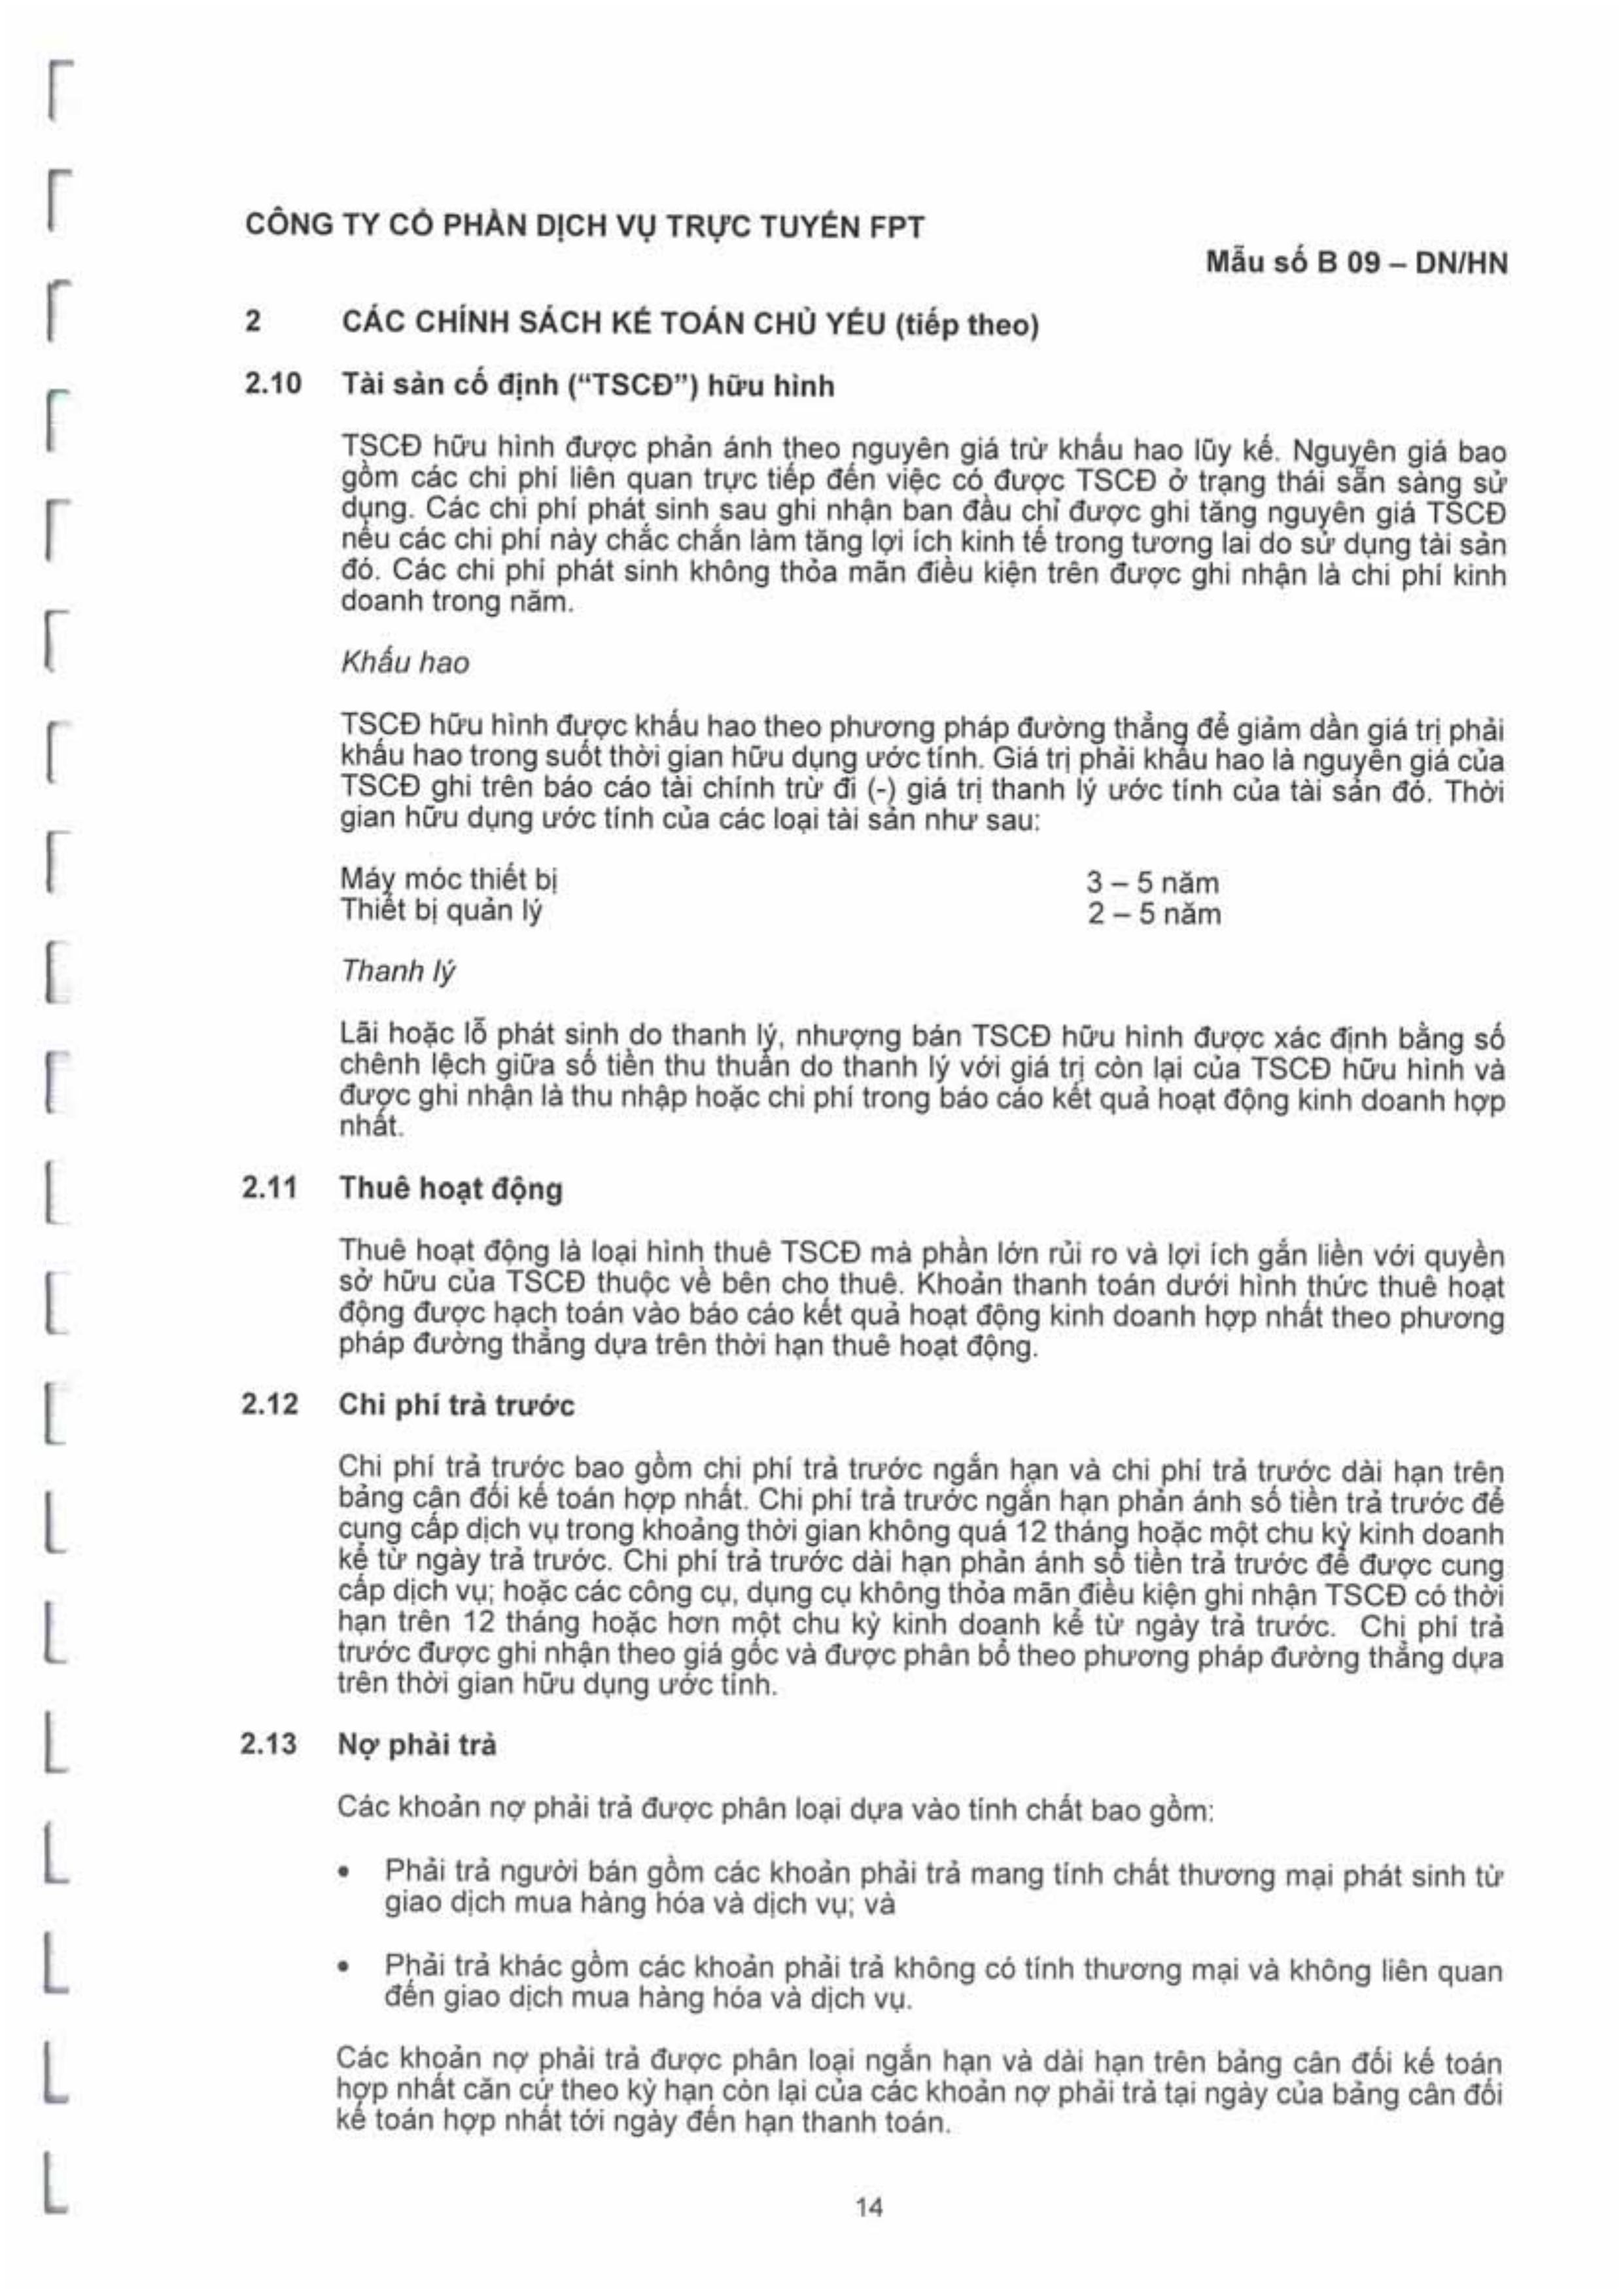 CÔNG TY CỔ PHẦN DỊCH VỤ TRỰC TUYẾN FPT
Mẫu số B 09 – DN/HN
2 CÁC CHÍNH SÁCH KẾ TOÁN CHỦ YẾU (tiếp theo)
2.10 Tài sản cố định (“TSCĐ”) hữu hình
TSCĐ hữu hình được phản ánh theo nguyên giá trừ khấu hao lũy kế. Nguyên giá bao
gồm các chi phí liên quan trực tiếp đến việc có được TSCĐ ở trạng thái sẵn sàng sử
dụng. Các chi phí phát sinh sau ghi nhận ban đầu chỉ được ghi tăng nguyên giá TSCĐ
nếu các chi phí này chắc chắn làm tăng lợi ích kinh tế trong tương lai do sử dụng tài sản
đó. Các chi phí phát sinh không thỏa mãn điều kiện trên được ghi nhận là chi phí kinh
doanh trong năm.
Khấu hao
TSCĐ hữu hình được khấu hao theo phương pháp đường thẳng để giảm dần giá trị phải
khấu hao trong suốt thời gian hữu dụng ước tính. Giá trị phải khấu hao là nguyên giá của
TSCĐ ghi trên báo cáo tài chính trừ đi (-) giá trị thanh lý ước tính của tài sản đó. Thời
gian hữu dụng ước tính của các loại tài sản như sau:
Máy móc thiết bị 3 – 5 năm
Thiết bị quản lý 2 – 5 năm
Thanh lý
Lãi hoặc lỗ phát sinh do thanh lý, nhượng bán TSCĐ hữu hình được xác định bằng số
chênh lệch giữa số tiền thu thuần do thanh lý với giá trị còn lại của TSCĐ hữu hình và
được ghi nhận là thu nhập hoặc chi phí trong báo cáo kết quả hoạt động kinh doanh hợp
nhất.
2.11 Thuê hoạt động
Thuê hoạt động là loại hình thuê TSCĐ mà phần lớn rủi ro và lợi ích gắn liền với quyền
sở hữu của TSCĐ thuộc về bên cho thuê. Khoản thanh toán dưới hình thức thuê hoạt
động được hạch toán vào báo cáo kết quả hoạt động kinh doanh hợp nhất theo phương
pháp đường thẳng dựa trên thời hạn thuê hoạt động.
2.12 Chi phí trả trước
Chi phí trả trước bao gồm chi phí trả trước ngắn hạn và chi phí trả trước dài hạn trên
bảng cân đối kế toán hợp nhất. Chi phí trả trước ngắn hạn phản ánh số tiền trả trước để
cung cấp dịch vụ trong khoảng thời gian không quá 12 tháng hoặc một chu kỳ kinh doanh
kể từ ngày trả trước. Chi phí trả trước dài hạn phản ánh số tiền trả trước để được cung
cấp dịch vụ; hoặc các công cụ, dụng cụ không thỏa mãn điều kiện ghi nhận TSCĐ có thời
hạn trên 12 tháng hoặc hơn một chu kỳ kinh doanh kể từ ngày trả trước. Chi phí trả
trước được ghi nhận theo giá gốc và được phân bổ theo phương pháp đường thẳng dựa
trên thời gian hữu dụng ước tính.
2.13 Nợ phải trả
Các khoản nợ phải trả được phân loại dựa vào tính chất bao gồm:
• Phải trả người bán gồm các khoản phải trả mang tính chất thương mại phát sinh từ
giao dịch mua hàng hóa và dịch vụ; và
• Phải trả khác gồm các khoản phải trả không có tính thương mại và không liên quan
đến giao dịch mua hàng hóa và dịch vụ.
Các khoản nợ phải trả được phân loại ngắn hạn và dài hạn trên bảng cân đối kế toán
hợp nhất căn cứ theo kỳ hạn còn lại của các khoản nợ phải trả tại ngày của bảng cân đối
kế toán hợp nhất tới ngày đến hạn thanh toán.
14